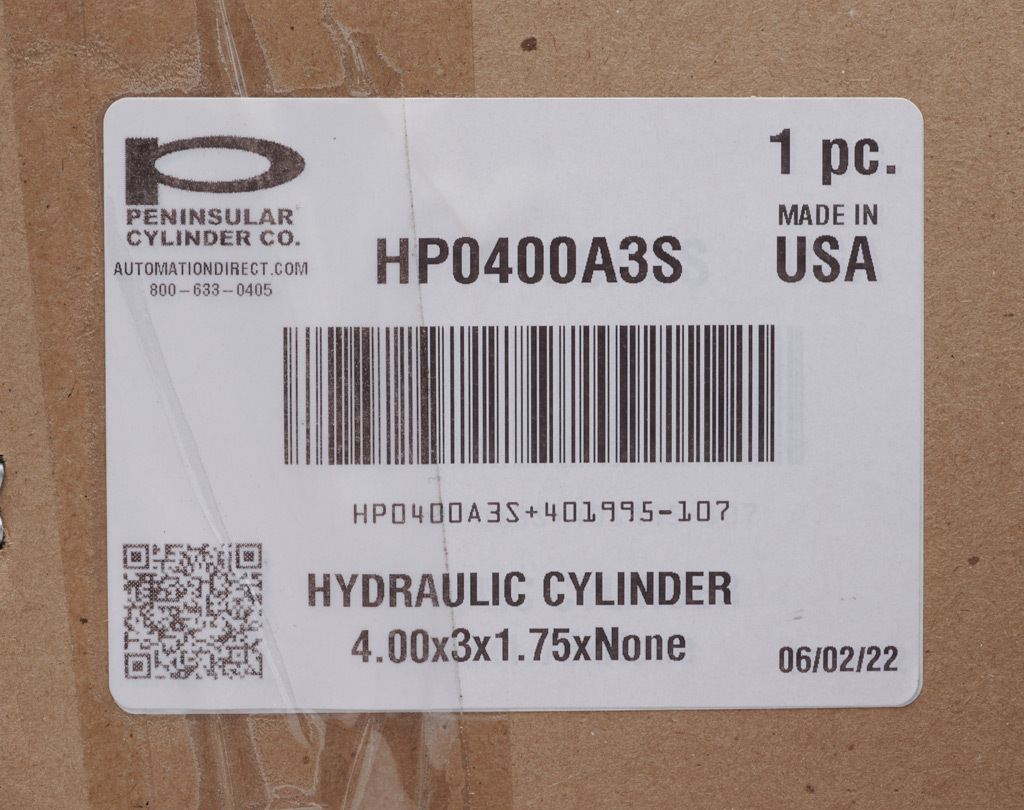 PENINSULAR
CYLINDER CO.
AUTOMATIONDIRECT.COM
800-633-0405
1 pc.
MADE IN
USA
HP0400A3S
HP0400A3S+401995-107
HYDRAULIC CYLINDER
4.00x3x1.75xNone
06/02/22